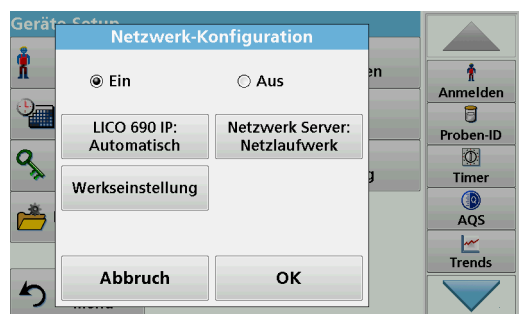 Geräte Setup
Netzwerk-Konfiguration
Ein
Aus
en
LICO 690 IP:
Automatisch
Netzwerk Server:
Netzlaufwerk
g
Werkseinstellung
Abbruch
OK
Anmelden
Proben-ID
Timer
AQS
Trends